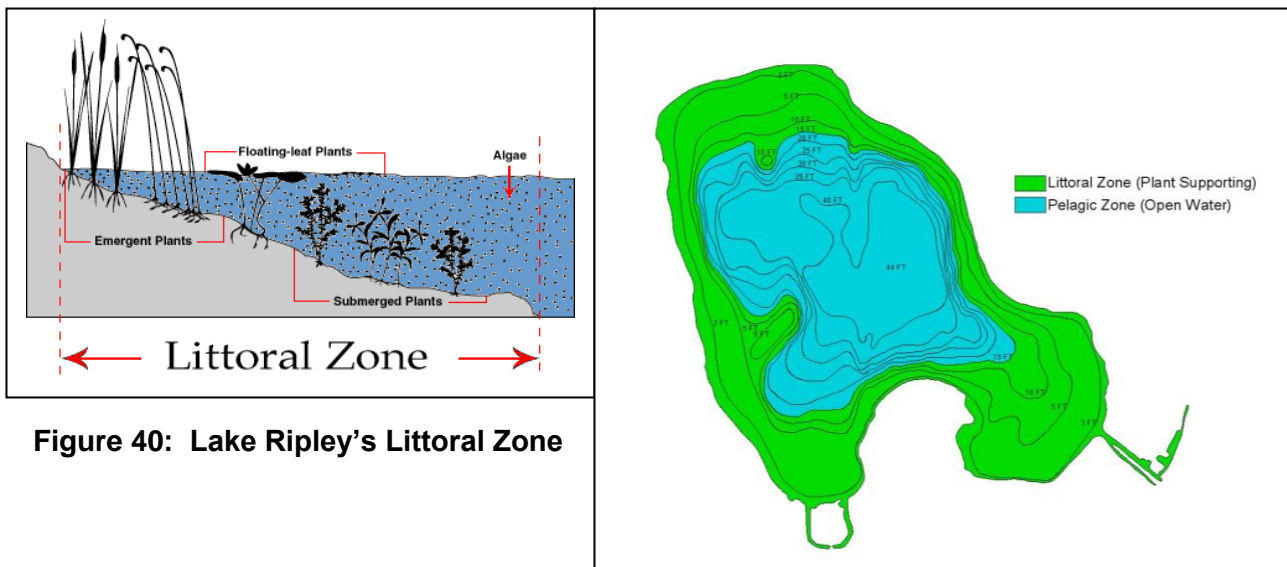 Floating-leaf Plants
Algae
Emergent Plants
Submerged Plants
Littoral Zone
Figure 40: Lake Ripley's Littoral Zone
3 FT
5 FT
10 FT
15 FT
20 FT
10 FT
25 FT
30 FT
40 FT
44 FT
3 FT
5 FT
5 FT
15 FT
10 FT
5 FT
3 FT
Littoral Zone (Plant Supporting)
Pelagic Zone (Open Water)